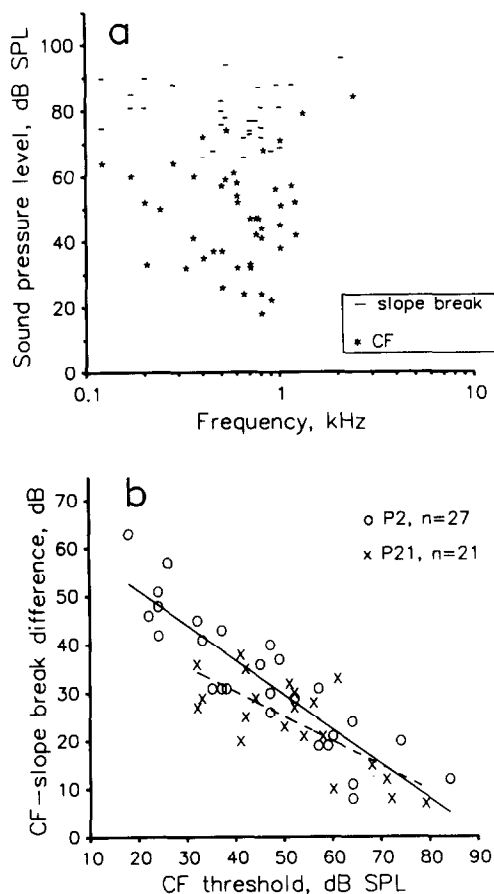 a
Sound pressure level, dB SPL
100
80
60
40
20
0
– slope break
* CF
0.1
1
10
Frequency, kHz
b
CF–slope break difference, dB
70
60
50
40
30
20
10
0
o P2, n=27
x P21, n=21
10
20
30
40
50
60
70
80
90
CF threshold, dB SPL